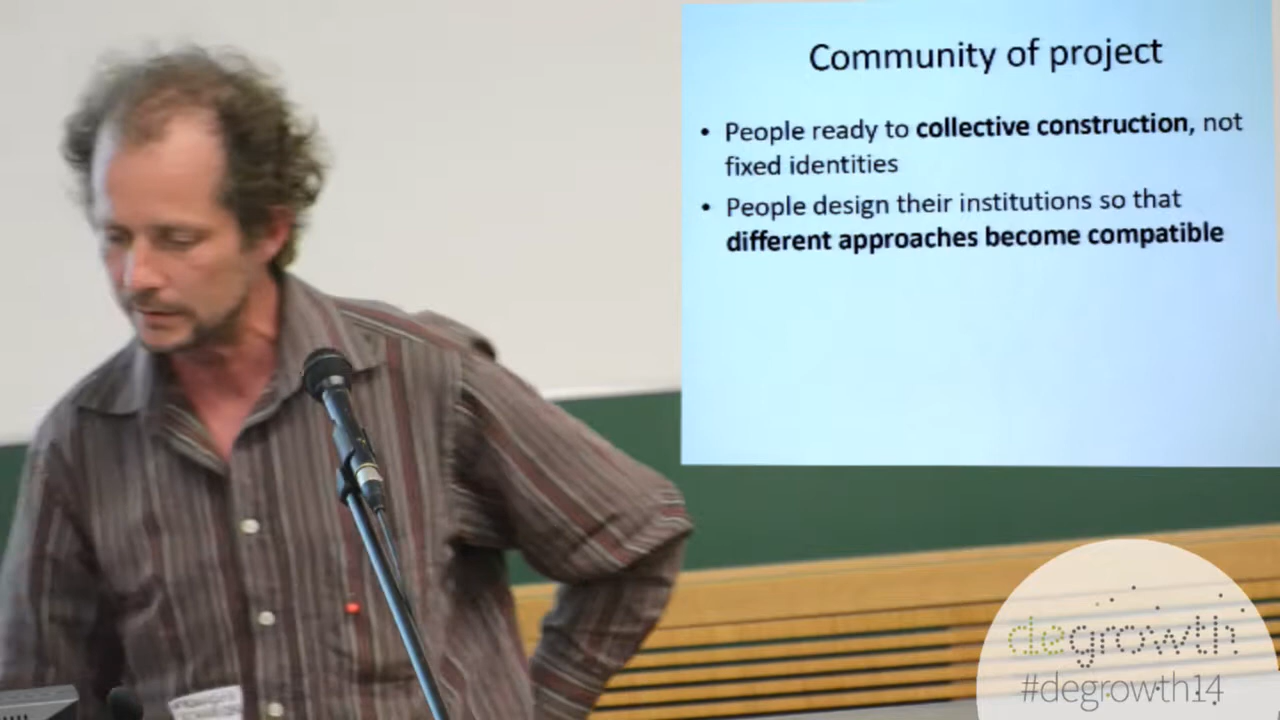 Community of project
• People ready to collective construction, not
fixed identities
• People design their institutions so that
different approaches become compatible
degrowth
#degrowth14